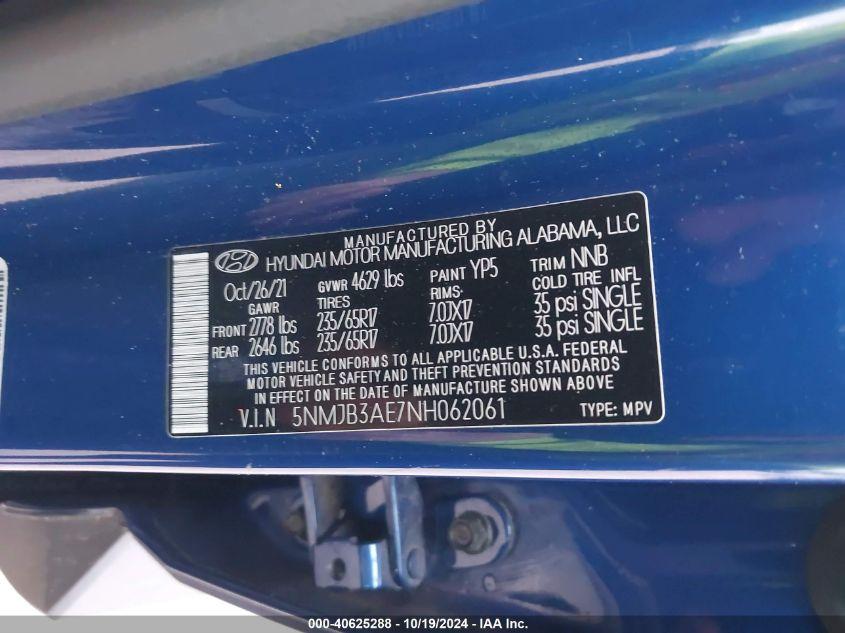 MANUFACTURED BY
HYUNDAI MOTOR MANUFACTURING ALABAMA, LLC
Oct/26/21 GVWR 4629 lbs PAINT YP5 TRIM NNB
GAWR TIRES RIMS: COLD TIRE INFL
FRONT 2778 lbs 235/65R17 7.0JX17 35 psi SINGLE
REAR 2646 lbs 235/65R17 7.0JX17 35 psi SINGLE
THIS VEHICLE CONFORMS TO ALL APPLICABLE U.S.A. FEDERAL
MOTOR VEHICLE SAFETY AND THEFT PREVENTION STANDARDS
IN EFFECT ON THE DATE OF MANUFACTURE SHOWN ABOVE
V.I.N 5NMJB3AE7NH062061 TYPE: MPV
000-40625288 - 10/19/2024 - IAA Inc.